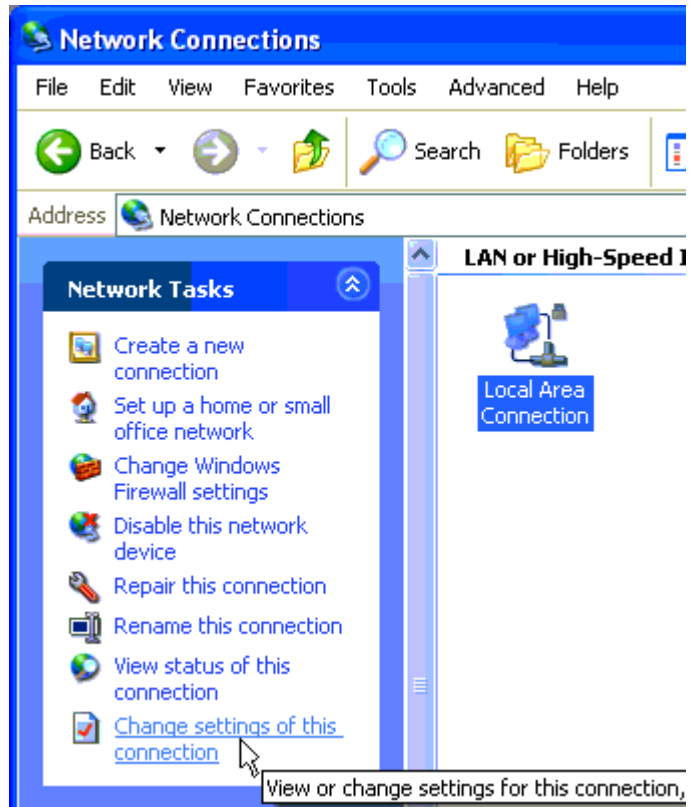 Network Connections
File Edit View Favorites Tools Advanced Help
Back Search Folders
Address Network Connections
Network Tasks
Create a new
connection
Set up a home or small
office network
Change Windows
Firewall settings
Disable this network
device
Repair this connection
Rename this connection
View status of this
connection
Change settings of this
connection
View or change settings for this connection,
LAN or High-Speed I
Local Area
Connection